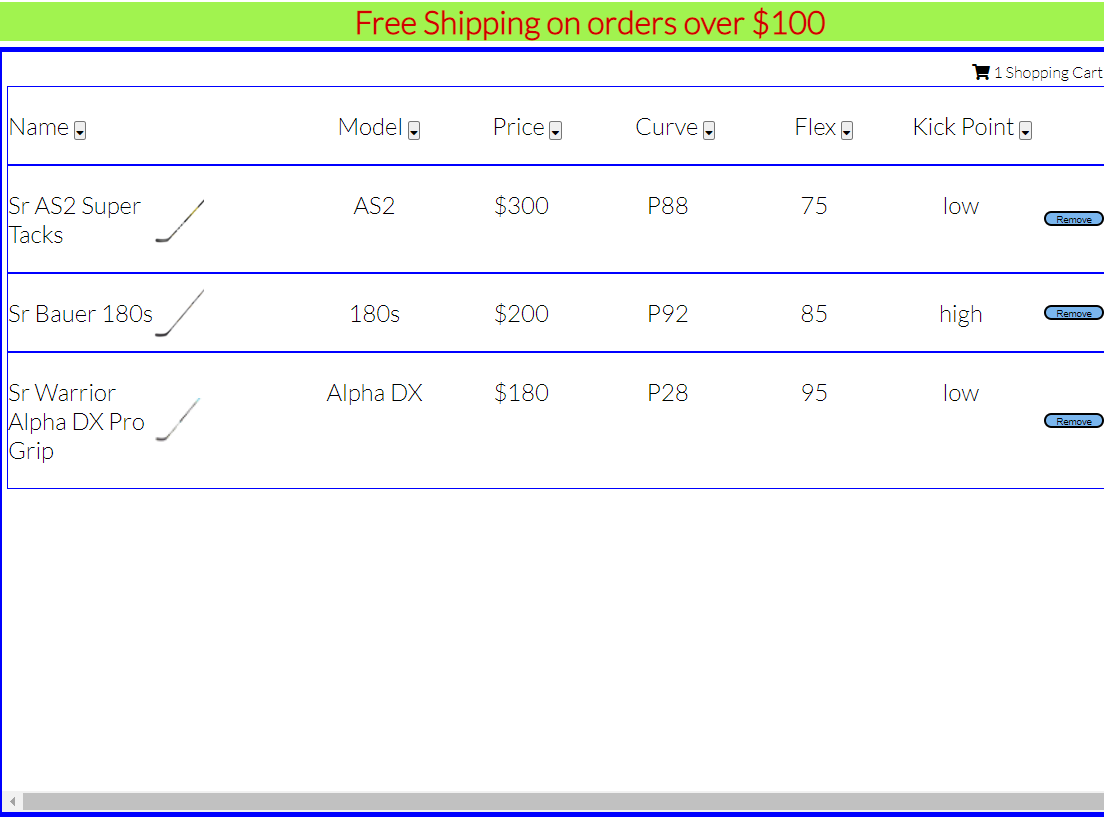 Free Shipping on orders over $100
1 Shopping Cart
Name Model Price Curve Flex Kick Point
Sr AS2 Super AS2 $300 P88 75 low
Tacks
Remove
Sr Bauer 180s 180s $200 P92 85 high Remove
Sr Warrior Alpha DX $180 P28 95 low
Alpha DX Pro Remove
Grip